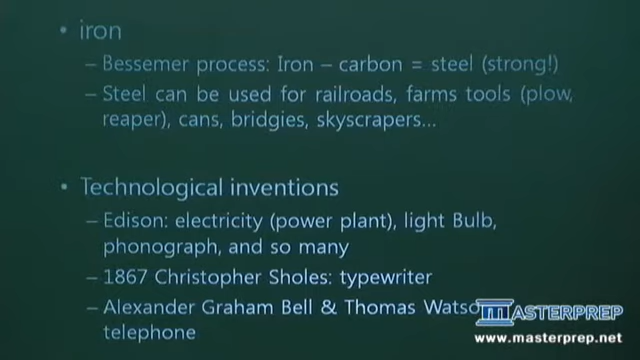 • iron
– Bessemer process: Iron – carbon = steel (strong!)
– Steel can be used for railroads, farms tools (plow,
reaper), cans, bridgies, skyscrapers...
• Technological inventions
– Edison: electricity (power plant), light Bulb,
phonograph, and so many
– 1867 Christopher Sholes: typewriter
– Alexander Graham Bell & Thomas Watso
telephone
MASTERPREP
www.masterprep.net